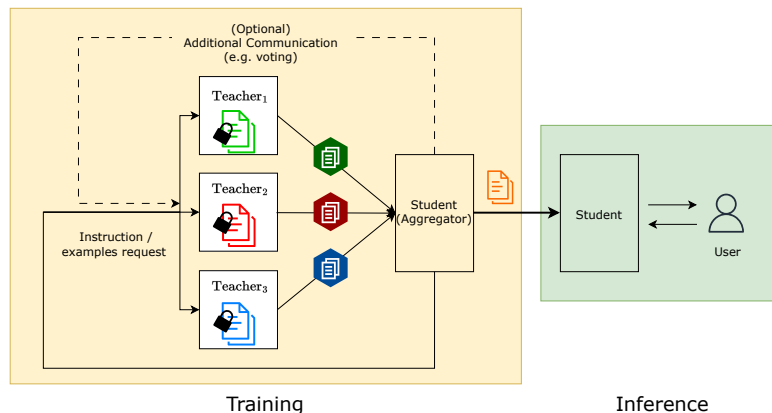 (Optional)
Additional Communication
(e.g. voting)
Teacher₁
Teacher₂
Teacher₃
Instruction /
examples request
Student
(Aggregator)
Student
User
Training
Inference